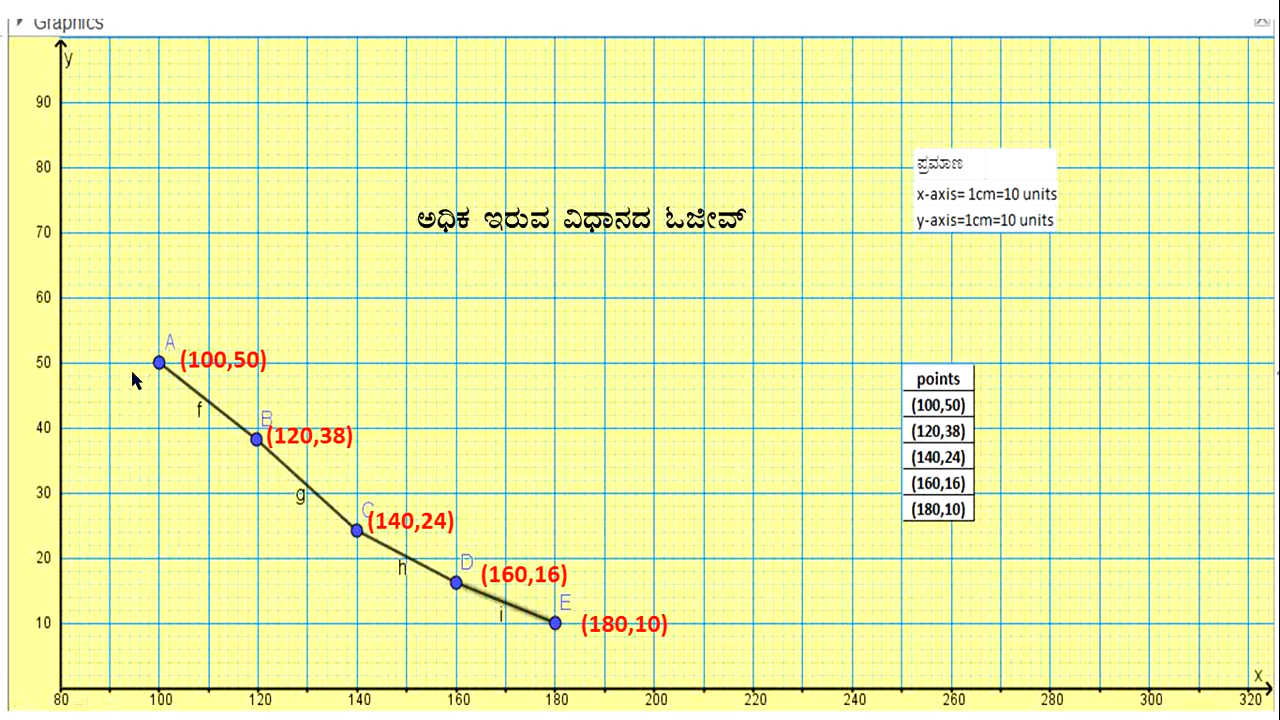 Graphics
y
90
80
70
60
50
40
30
20
10
ಪ್ರಮಾಣ
x-axis= 1cm=10 units
y-axis=1cm=10 units
ಅಧಿಕ ಇರುವ ವಿಧಾನದ ಓಜೀವ್
A (100,50)
f
B (120,38)
g
C (140,24)
h
D (160,16)
i
E (180,10)
points
(100,50)
(120,38)
(140,24)
(160,16)
(180,10)
x
80 100 120 140 160 180 200 220 240 260 280 300 320